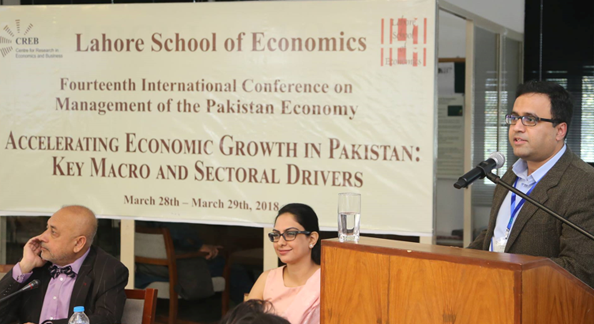 CREB
Centre for Research in
Economics and Business
Lahore School of Economics
Fourteenth International Conference on
Management of the Pakistan Economy
ACCELERATING ECONOMIC GROWTH IN PAKISTAN:
KEY MACRO AND SECTORAL DRIVERS
March 28th – March 29th, 2018